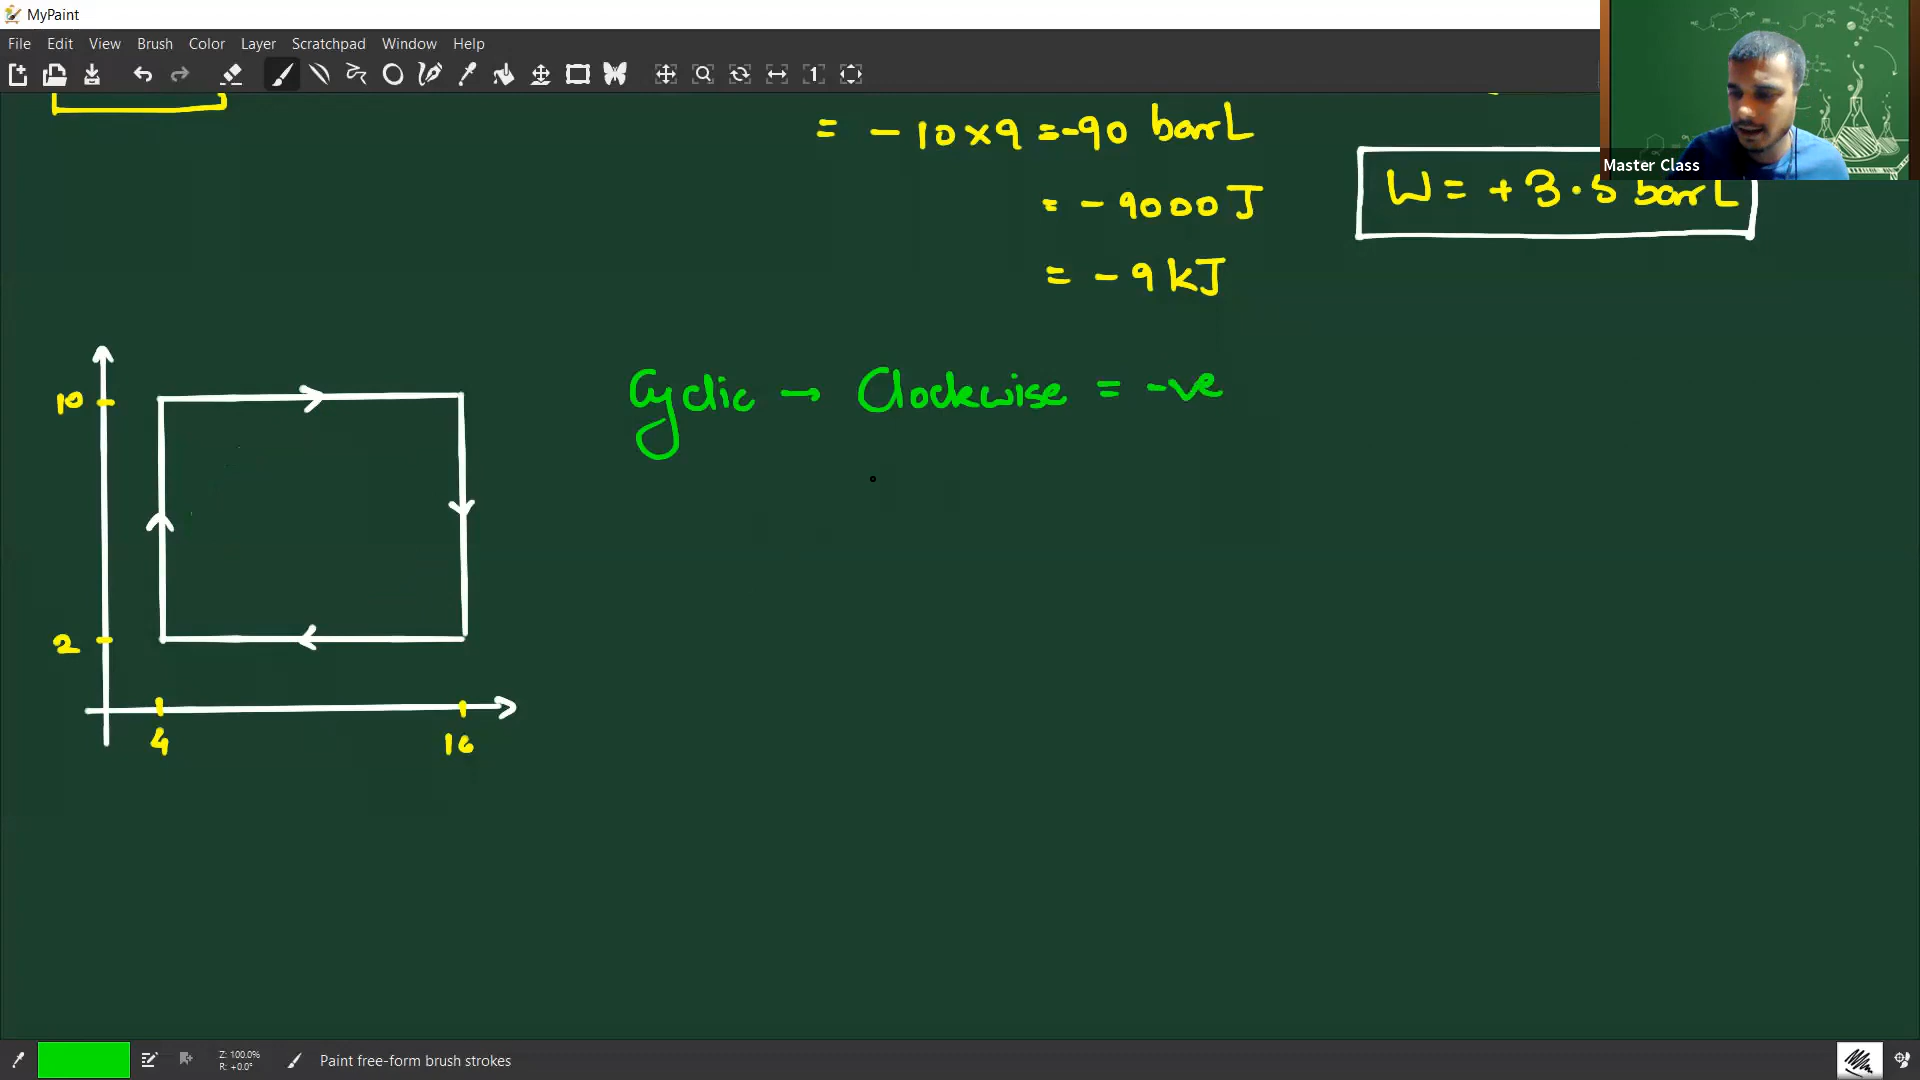 MyPaint
File Edit View Brush Color Layer Scratchpad Window Help
= - 10 x 9 = -90 barL
= - 9000 J
= - 9 kJ
Master Class
W = + 3.5 barL
10
2
4
16
Cyclic → Clockwise = -ve
Z: 100.0%
R: +0.0°
Paint free-form brush strokes